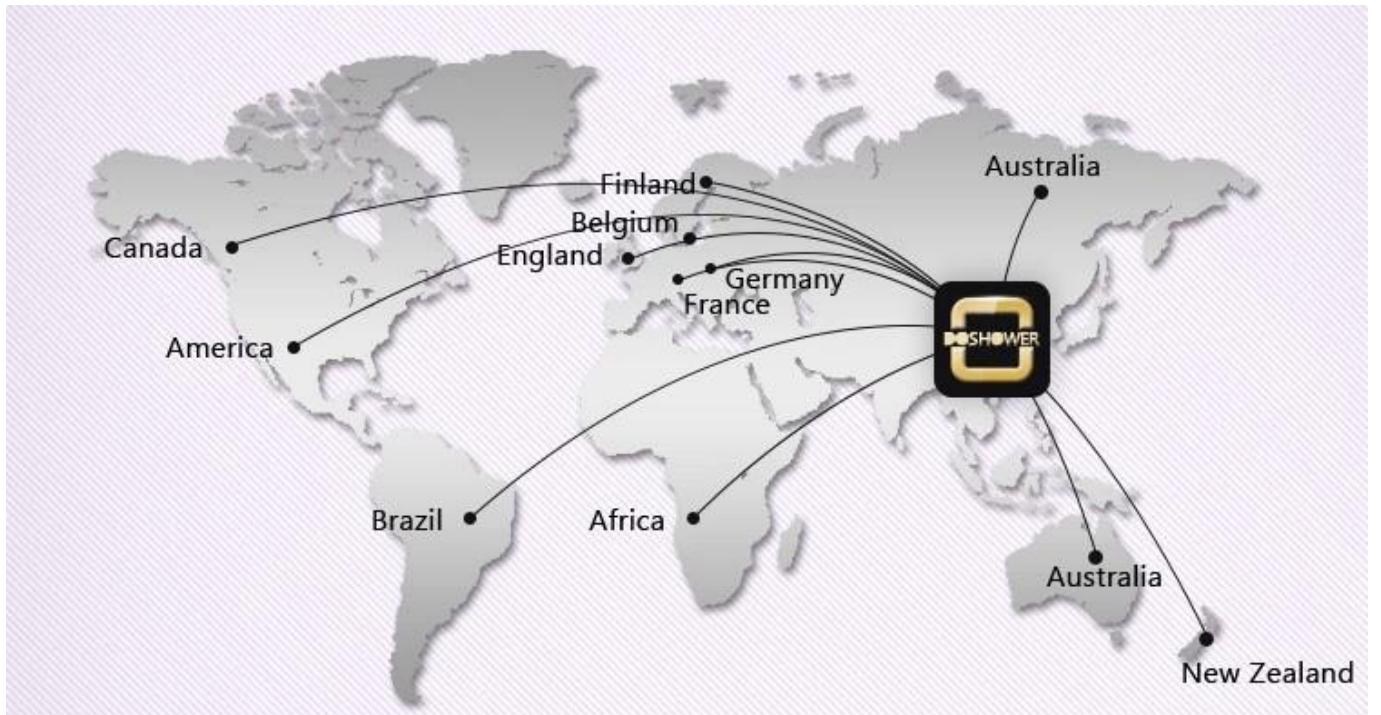 Australia
Finland
Belgium
Canada
England
Germany
France
DOSHOWER
America
Brazil
Africa
Australia
New Zealand